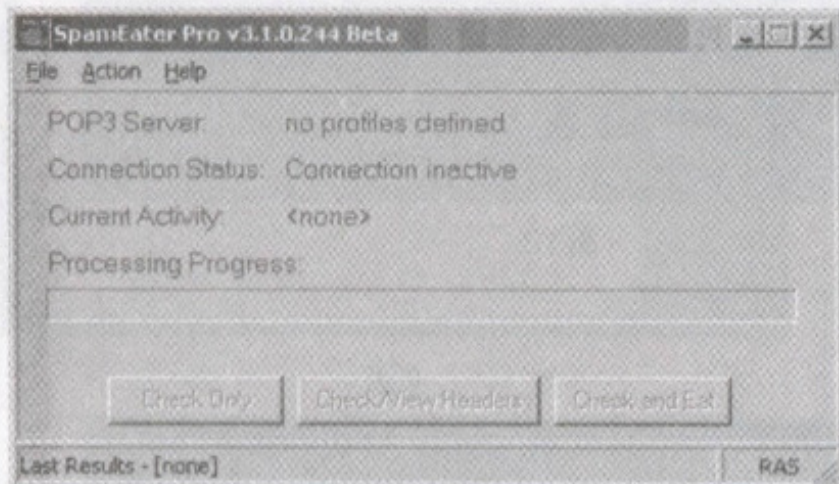 SpamEater Pro v3.1.0.244 Beta
File Action Help
POP3 Server: no profiles defined
Connection Status: Connection inactive
Current Activity: <none>
Processing Progress:
Check Only Check/View Headers Check and Eat
Last Results - [none] RAS